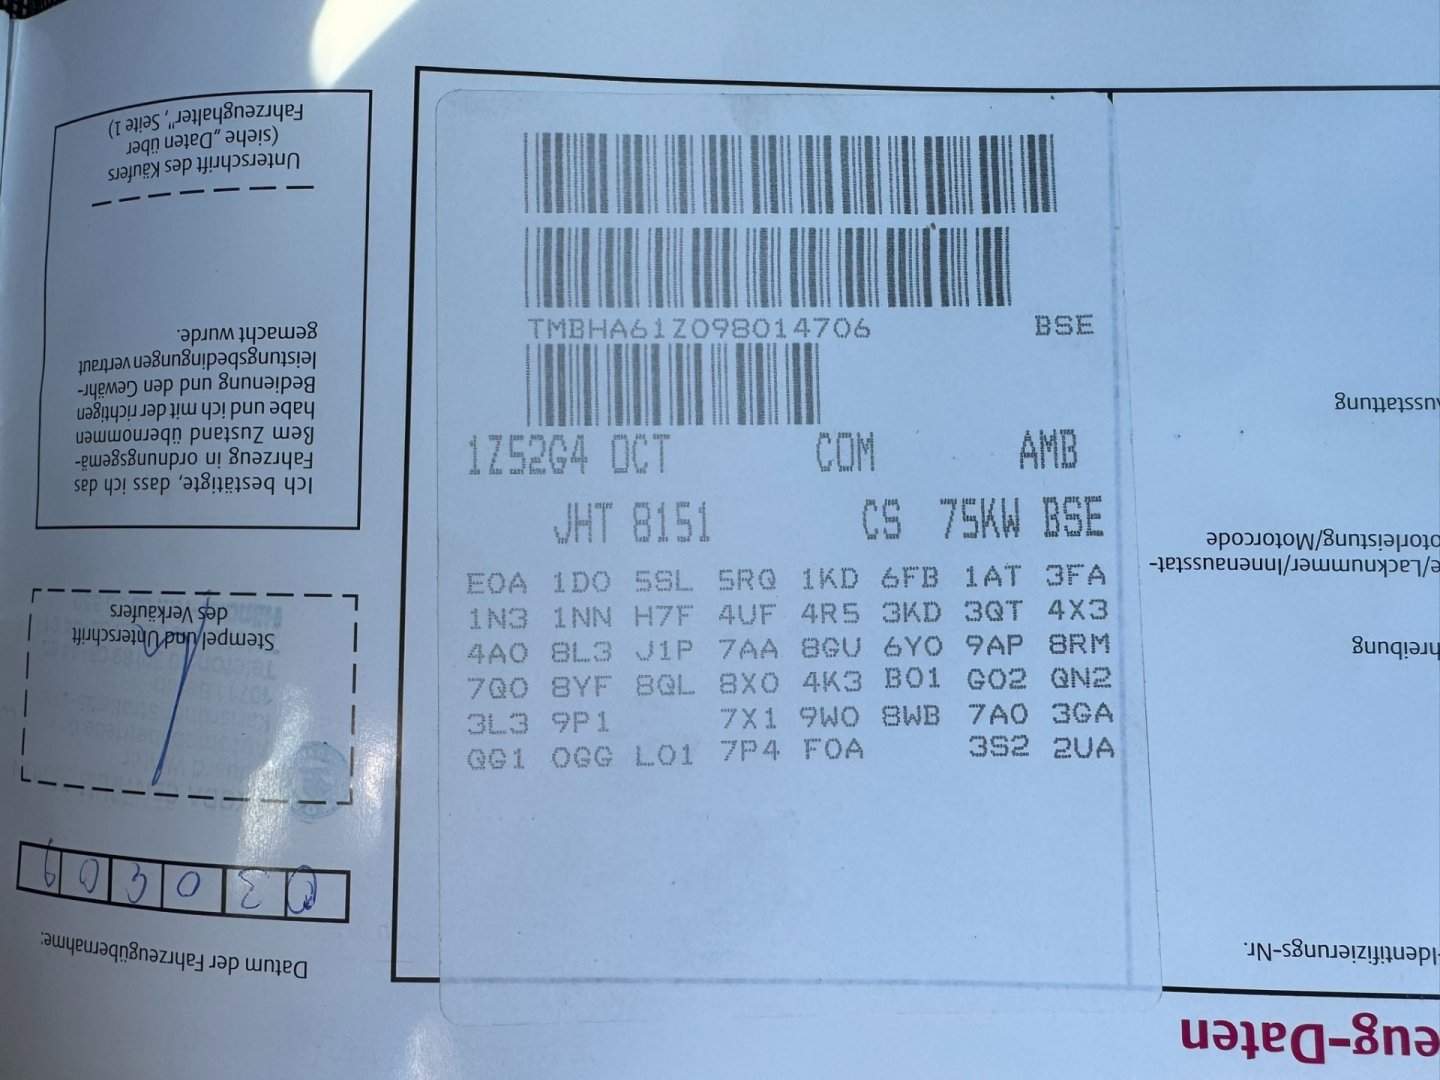 TMBHA61Z098014706 BSE
1Z52G4 OCT COM AMB
JHT 8151 CS 75KW BSE
E0A 1D0 5SL 5RQ 1KD 6FB 1AT 3FA
1N3 1NN H7F 4UF 4R5 3KD 3QT 4X3
4A0 8L3 J1P 7AA 8GU 6Y0 9AP 8RM
7Q0 8YF 8QL 8X0 4K3 B01 G02 QN2
3L3 9P1 7X1 9W0 8WB 7A0 3GA
QG1 0GG L01 7P4 F0A 3S2 2UA
eug-Daten
-Identifizierungs-Nr.
hreibung
e/Lacknummer/Innenausstat-
otorleistung/Motorcode
usstattung
Datum der Fahrzeugübernahme:
Stempel und Unterschrift
des Verkäufers
Ich bestätigte, dass ich das
Fahrzeug in ordnungsgemä-
ßem Zustand übernommen
habe und ich mit der richtigen
Bedienung und den Gewähr-
leistungsbedingungen vertraut
gemacht wurde.
Unterschrift des Käufers
(siehe „Daten über
Fahrzeughalter“, Seite 1)